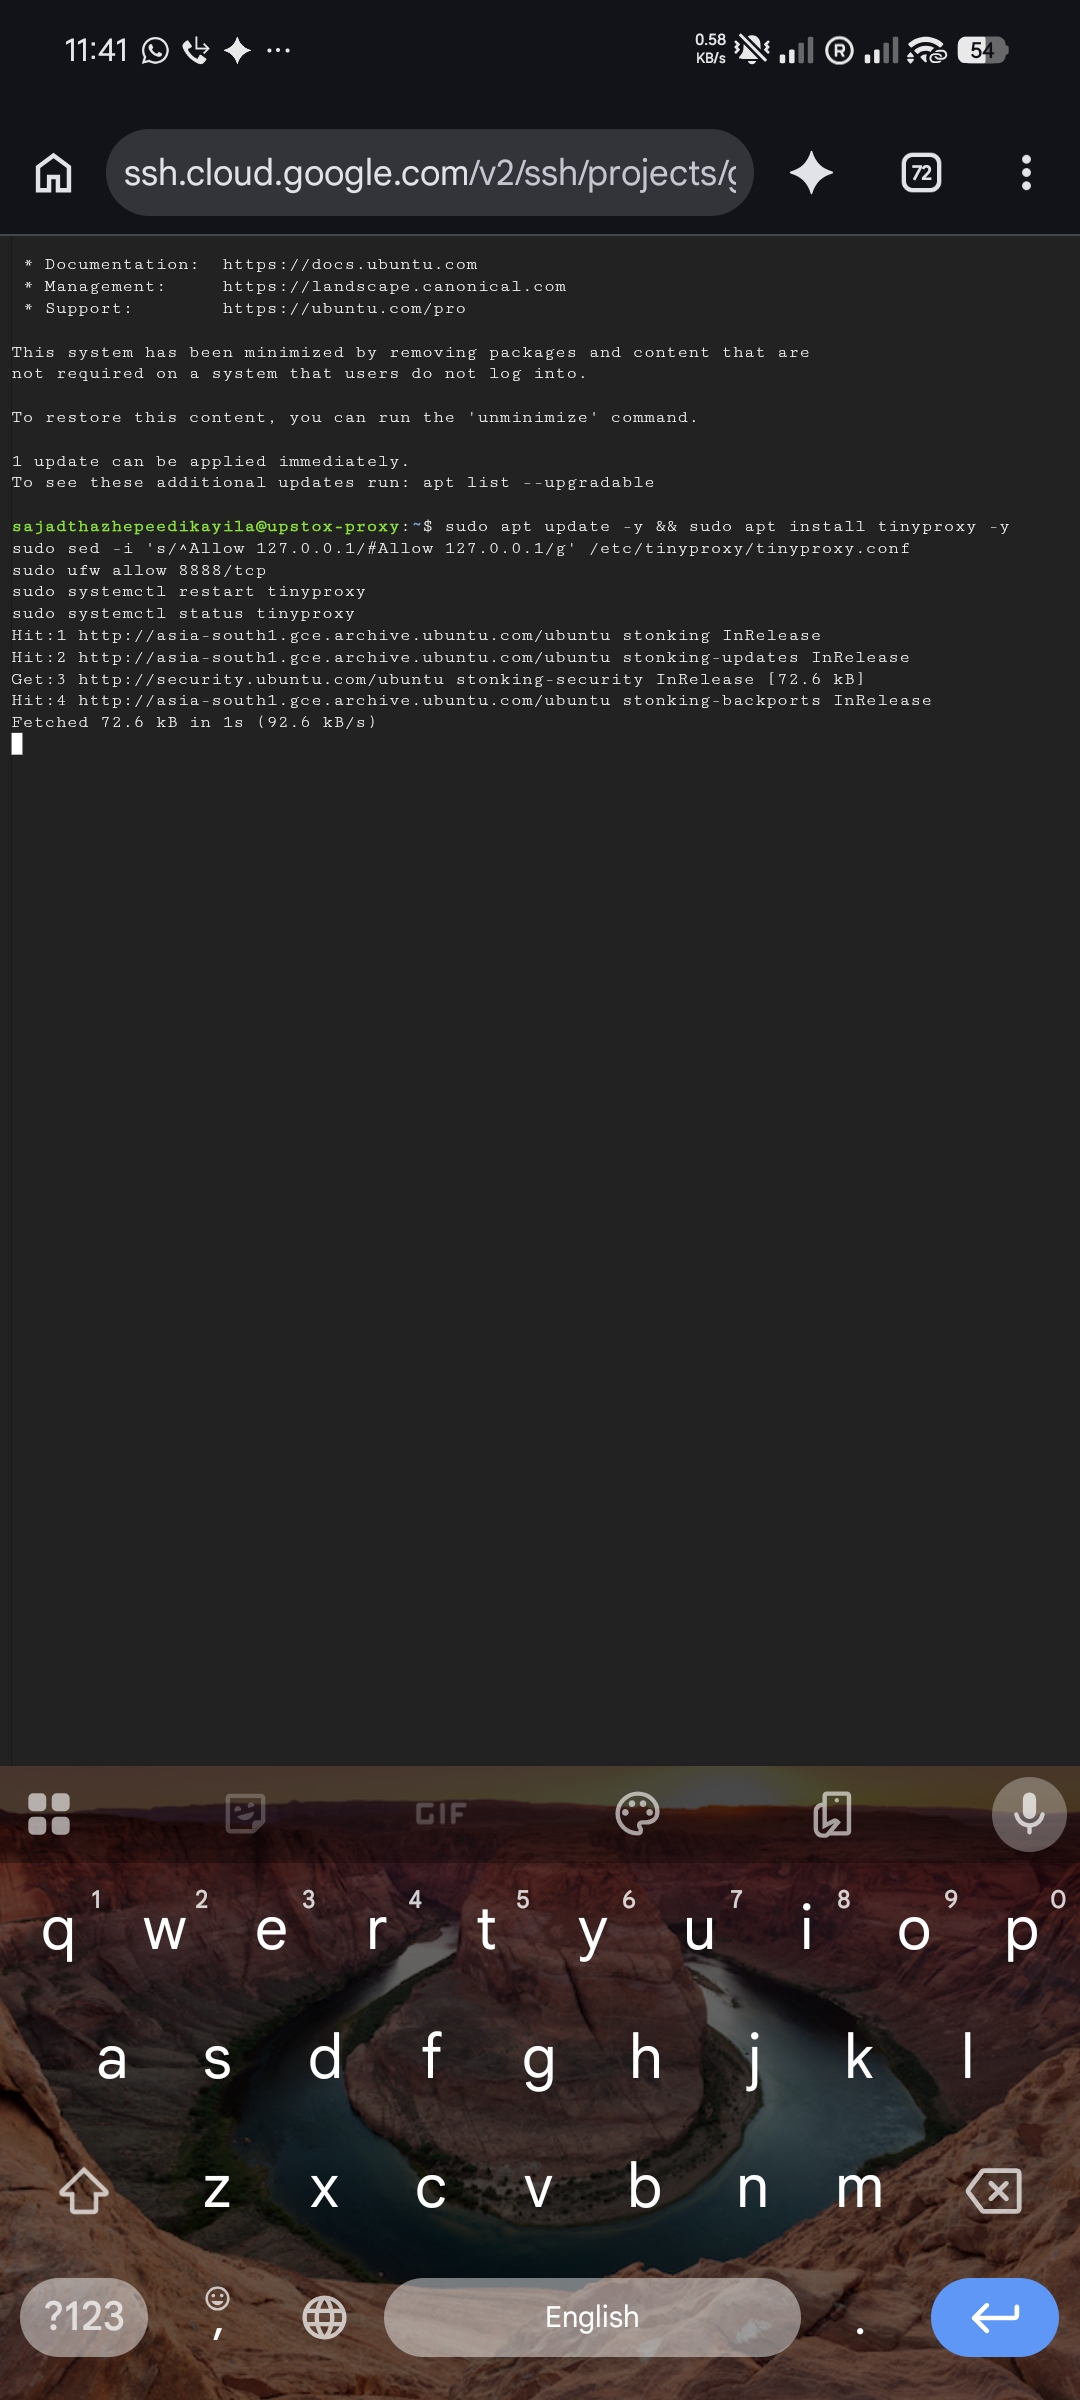 11:41
0.58
KB/s
R
54
ssh.cloud.google.com/v2/ssh/projects/
72
* Documentation:  https://docs.ubuntu.com
* Management:     https://landscape.canonical.com
* Support:        https://ubuntu.com/pro
This system has been minimized by removing packages and content that are
not required on a system that users do not log into.
To restore this content, you can run the 'unminimize' command.
1 update can be applied immediately.
To see these additional updates run: apt list --upgradable
sajadthazhepeedikayila@upstox-proxy:~$ sudo apt update -y && sudo apt install tinyproxy -y
sudo sed -i 's/^Allow 127.0.0.1/#Allow 127.0.0.1/g' /etc/tinyproxy/tinyproxy.conf
sudo ufw allow 8888/tcp
sudo systemctl restart tinyproxy
sudo systemctl status tinyproxy
Hit:1 http://asia-south1.gce.archive.ubuntu.com/ubuntu stonking InRelease
Hit:2 http://asia-south1.gce.archive.ubuntu.com/ubuntu stonking-updates InRelease
Get:3 http://security.ubuntu.com/ubuntu stonking-security InRelease [72.6 kB]
Hit:4 http://asia-south1.gce.archive.ubuntu.com/ubuntu stonking-backports InRelease
Fetched 72.6 kB in 1s (92.6 kB/s)
GIF
1 2 3 4 5 6 7 8 9 0
q w e r t y u i o p
a s d f g h j k l
z x c v b n m
?123 , English .